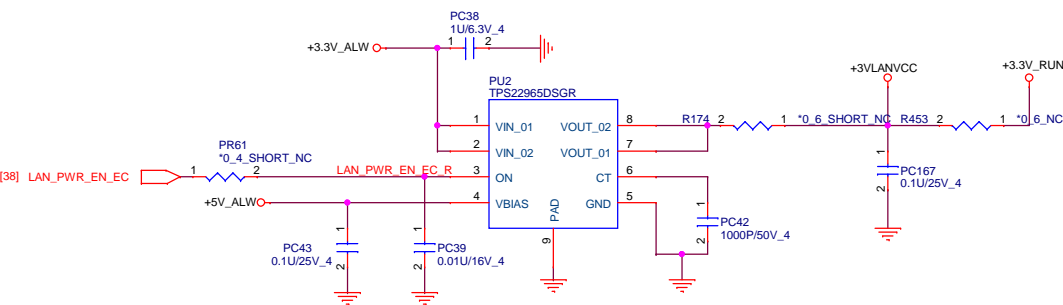 PC38
1U/6.3V_4
+3.3V_ALW
1
2
PU2
TPS22965DSGR
+3VLANVCC
+3.3V_RUN
1
VIN_01
VOUT_02
8
R174
2
1
*0_6_SHORT_NC
R453
2
1
*0_6_NC
2
VIN_02
VOUT_01
7
PR61
*0_4_SHORT_NC
[38]
LAN_PWR_EN_EC
1
2
LAN_PWR_EN_EC_R
3
ON
CT
6
+5V_ALW
4
VBIAS
GND
5
PAD
9
1
PC167
0.1U/25V_4
2
1
PC42
1000P/50V_4
2
1
PC43
0.1U/25V_4
2
1
PC39
0.01U/16V_4
2